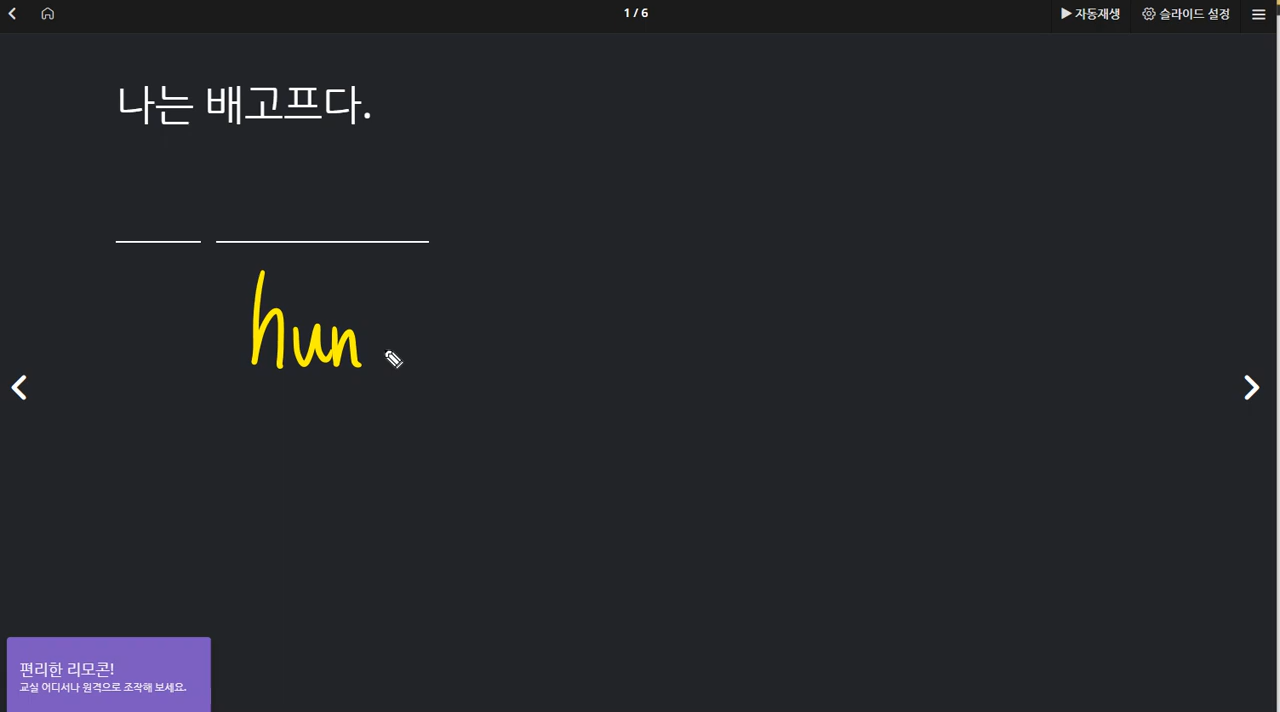 1 / 6
자동재생
슬라이드 설정
나는 배고프다.
hun
편리한 리모콘!
교실 어디서나 원격으로 조작해 보세요.